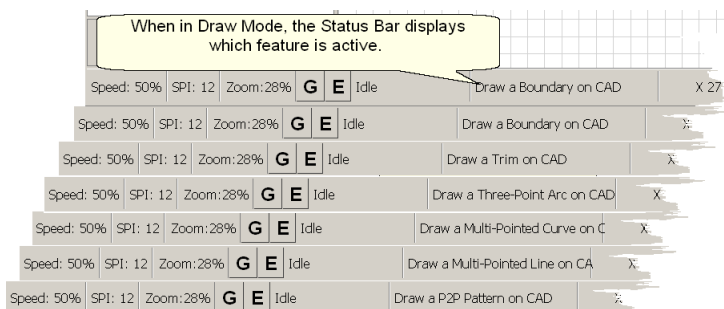 When in Draw Mode, the Status Bar displays
which feature is active.
Speed: 50% SPI: 12 Zoom:28% G E Idle Draw a Boundary on CAD X 27
Speed: 50% SPI: 12 Zoom:28% G E Idle Draw a Boundary on CAD X
Speed: 50% SPI: 12 Zoom:28% G E Idle Draw a Trim on CAD X
Speed: 50% SPI: 12 Zoom:28% G E Idle Draw a Three-Point Arc on CAD X
Speed: 50% SPI: 12 Zoom:28% G E Idle Draw a Multi-Pointed Curve on C X
Speed: 50% SPI: 12 Zoom:28% G E Idle Draw a Multi-Pointed Line on CA X
Speed: 50% SPI: 12 Zoom:28% G E Idle Draw a P2P Pattern on CAD X